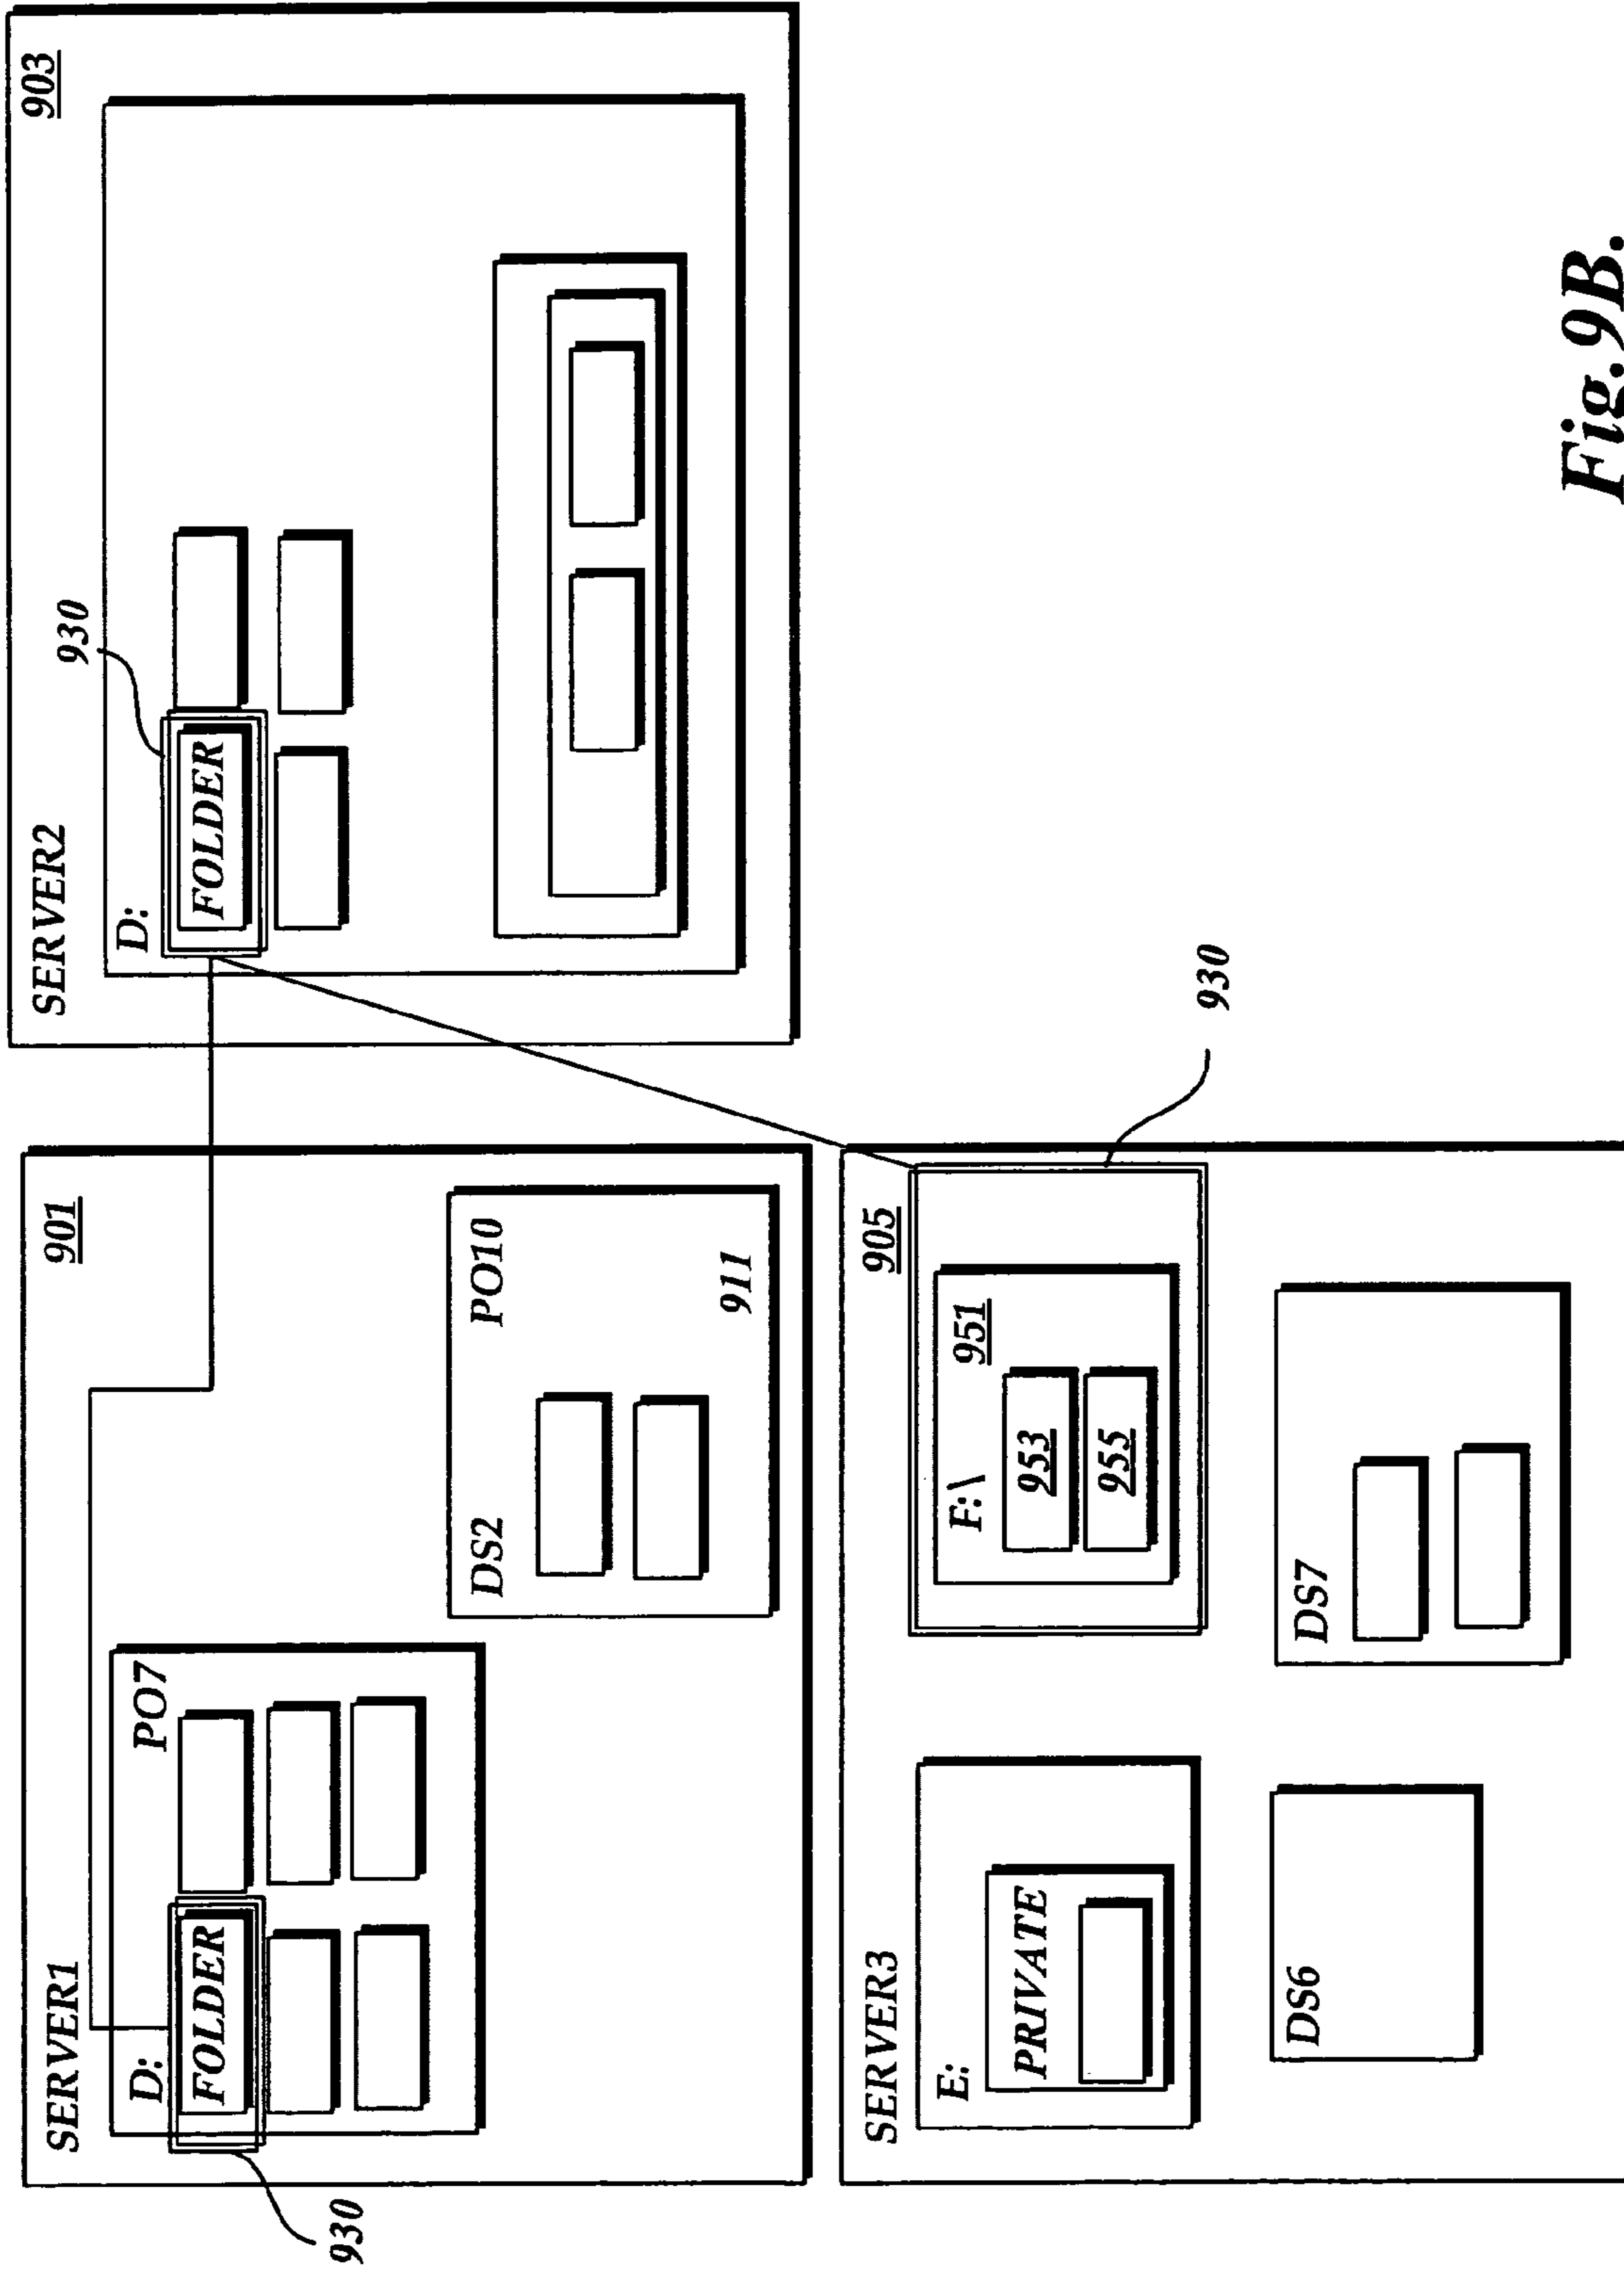 SERVER1
901
D:
PO7
FOLDER
930
DS2
PO10
911
SERVER2
903
930
D:
FOLDER
SERVER3
905
E:
PRIVATE
F:\
951
953
955
930
DS6
DS7
Fig.9B.